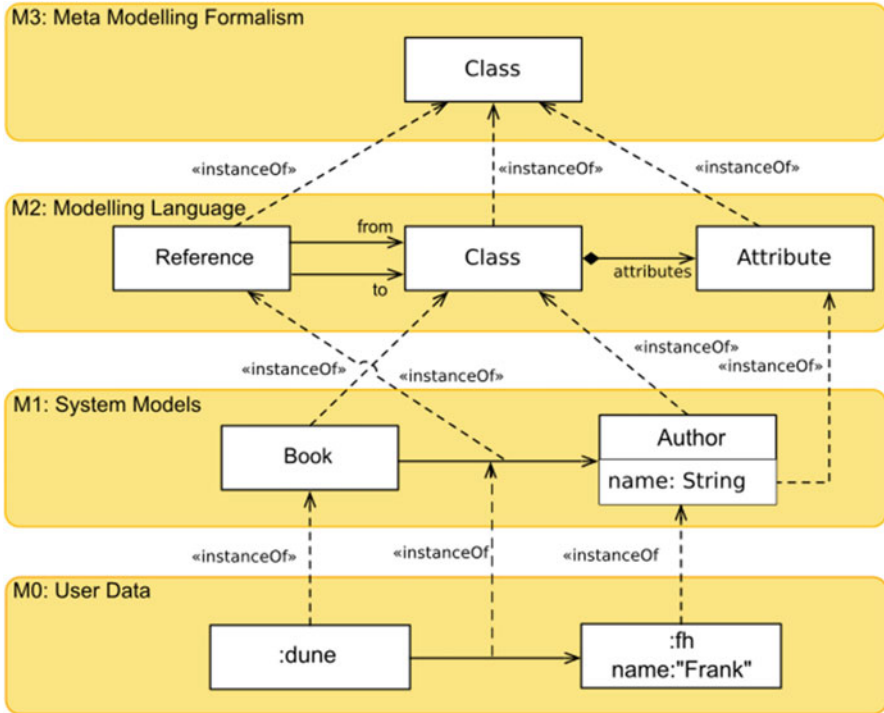 M3: Meta Modelling Formalism
Class
«instanceOf»
«instanceOf»
«instanceOf»
M2: Modelling Language
from
Reference
Class
Attribute
to
attributes
«instanceOf»
«instanceOf»
«instanceOf»
«instanceOf»
M1: System Models
Book
Author
name: String
«instanceOf»
«instanceOf
«instanceOf
M0: User Data
:dune
:fh
name:"Frank"